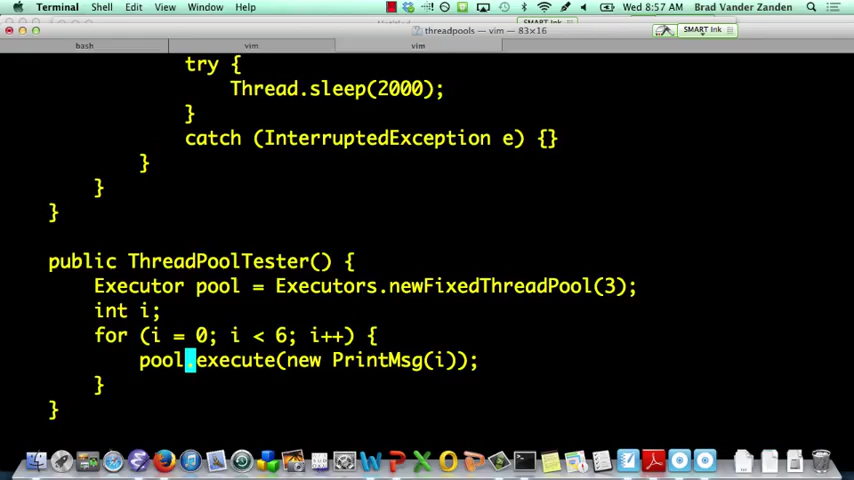 Terminal Shell Edit View Window Help Wed 8:57 AM Brad Vander Zanden
threadpools — vim — 83×16 SMART Ink
bash vim vim
try {
Thread.sleep(2000);
}
catch (InterruptedException e) {}
}
}
}
public ThreadPoolTester() {
Executor pool = Executors.newFixedThreadPool(3);
int i;
for (i = 0; i < 6; i++) {
pool.execute(new PrintMsg(i));
}
}